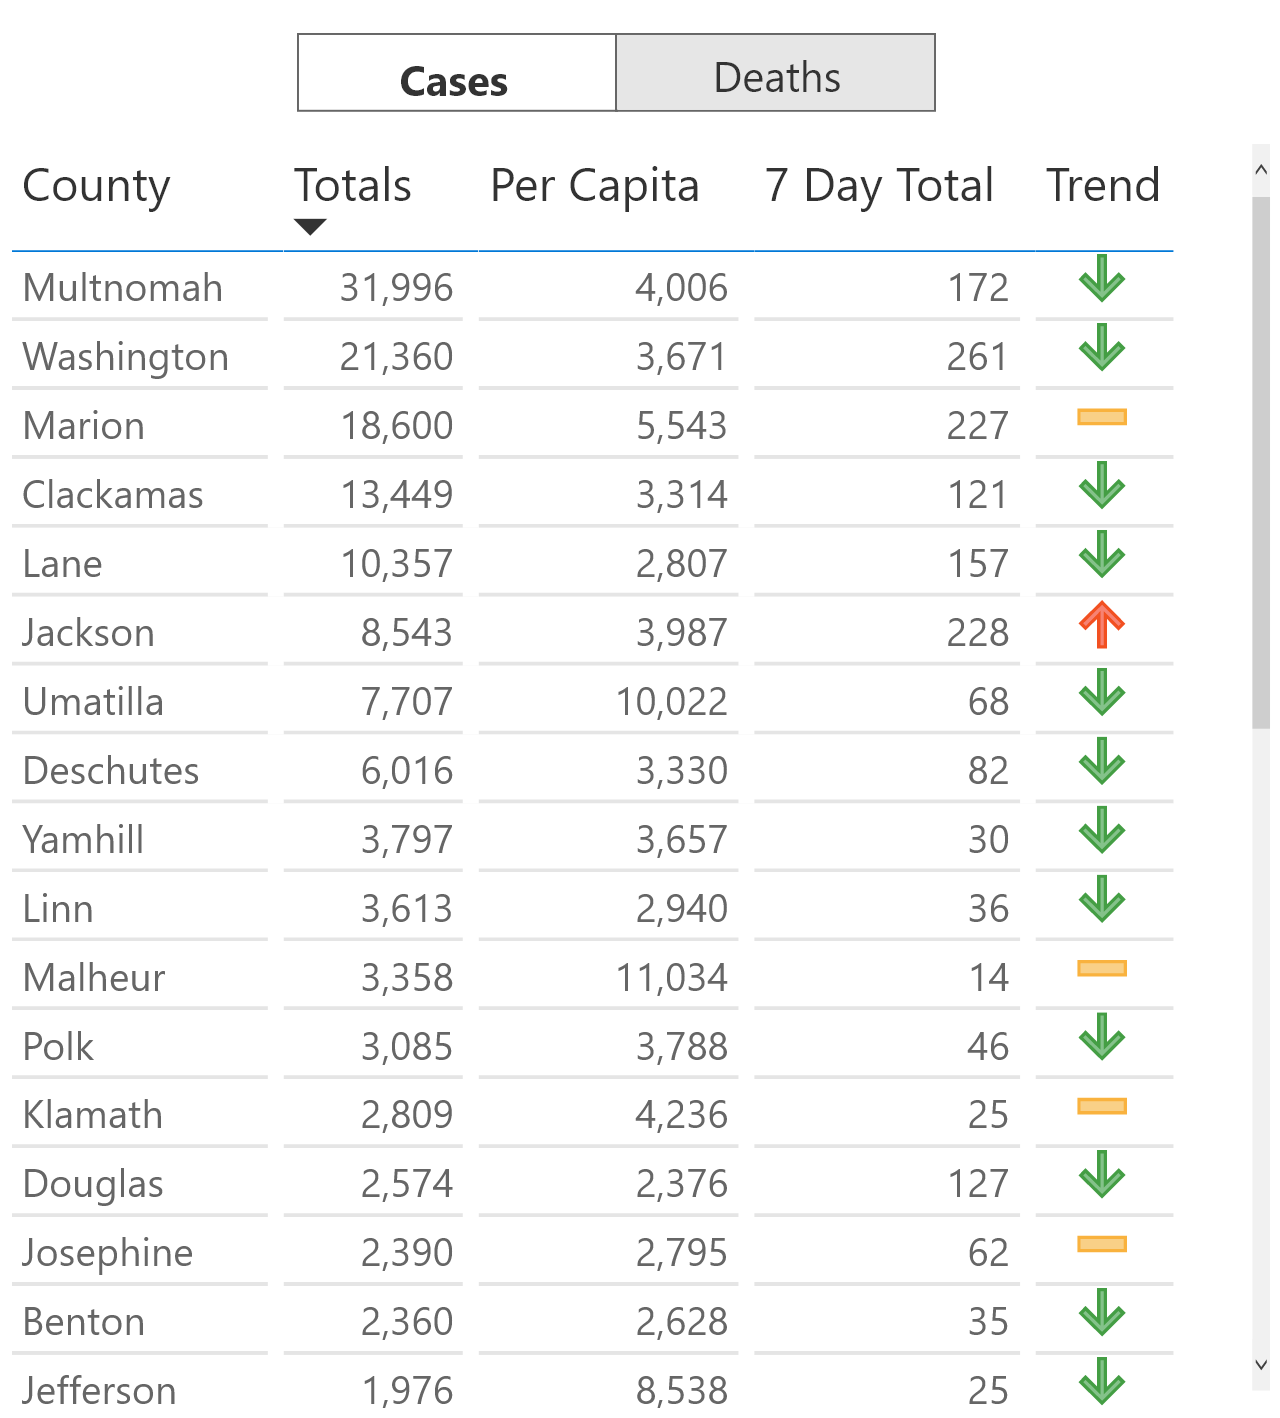 Cases Deaths
County Totals Per Capita 7 Day Total Trend
Multnomah 31,996 4,006 172
Washington 21,360 3,671 261
Marion 18,600 5,543 227
Clackamas 13,449 3,314 121
Lane 10,357 2,807 157
Jackson 8,543 3,987 228
Umatilla 7,707 10,022 68
Deschutes 6,016 3,330 82
Yamhill 3,797 3,657 30
Linn 3,613 2,940 36
Malheur 3,358 11,034 14
Polk 3,085 3,788 46
Klamath 2,809 4,236 25
Douglas 2,574 2,376 127
Josephine 2,390 2,795 62
Benton 2,360 2,628 35
Jefferson 1,976 8,538 25